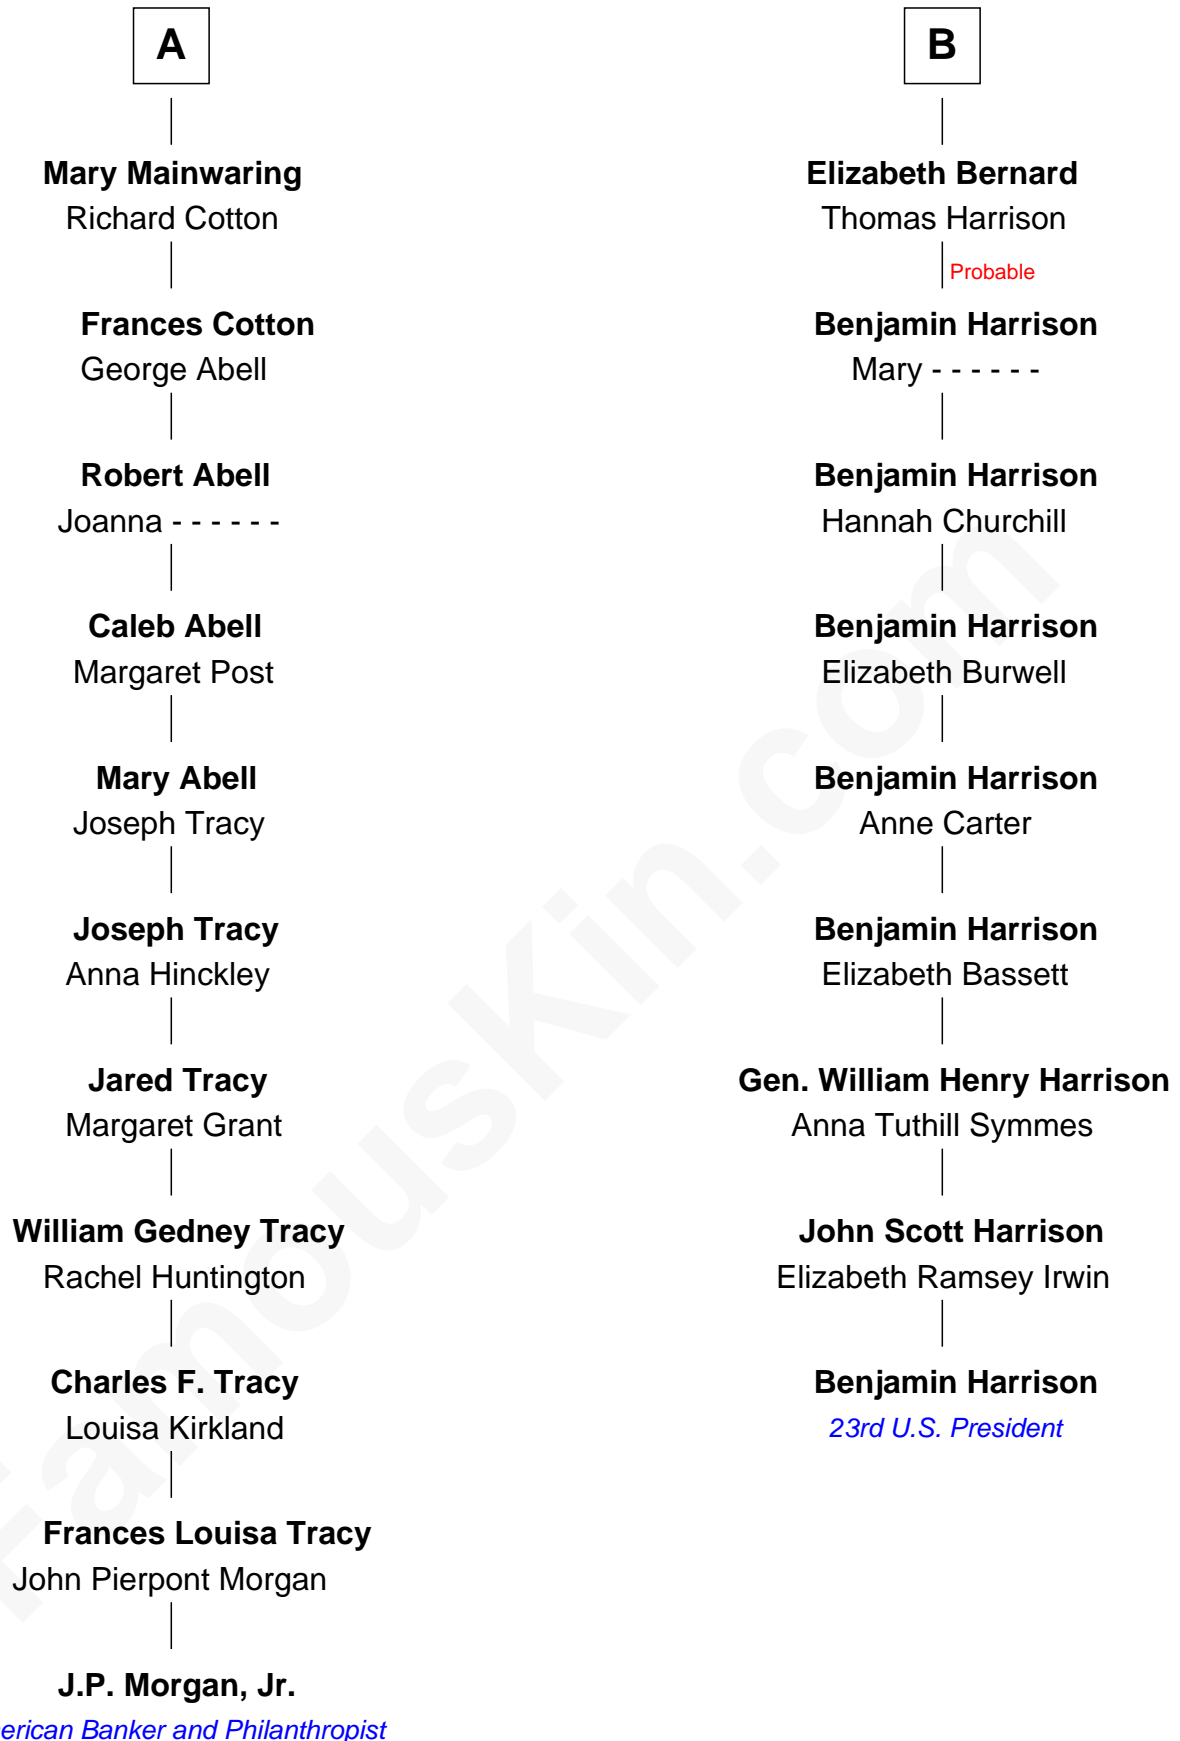 A
Mary Mainwaring
Richard Cotton
Frances Cotton
George Abell
Robert Abell
Joanna - - - - - -
Caleb Abell
Margaret Post
Mary Abell
Joseph Tracy
Joseph Tracy
Anna Hinckley
Jared Tracy
Margaret Grant
William Gedney Tracy
Rachel Huntington
Charles F. Tracy
Louisa Kirkland
Frances Louisa Tracy
John Pierpont Morgan
J.P. Morgan, Jr.
erican Banker and Philanthropist
B
Elizabeth Bernard
Thomas Harrison
Probable
Benjamin Harrison
Mary - - - - - -
Benjamin Harrison
Hannah Churchill
Benjamin Harrison
Elizabeth Burwell
Benjamin Harrison
Anne Carter
Benjamin Harrison
Elizabeth Bassett
Gen. William Henry Harrison
Anna Tuthill Symmes
John Scott Harrison
Elizabeth Ramsey Irwin
Benjamin Harrison
23rd U.S. President
FamousKin.com